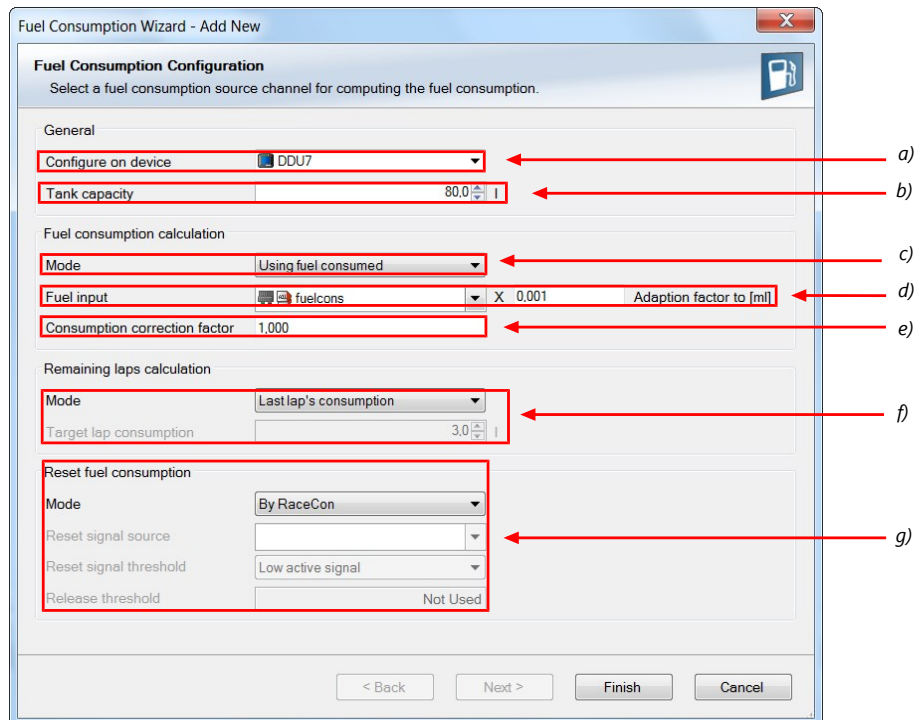 Fuel Consumption Wizard - Add New
X
Fuel Consumption Configuration
Select a fuel consumption source channel for computing the fuel consumption.
General
Configure on device DDU7 a)
Tank capacity 80,0 l b)
Fuel consumption calculation
Mode Using fuel consumed c)
Fuel input fuelcons X 0,001 Adaption factor to [ml] d)
Consumption correction factor 1,000 e)
Remaining laps calculation
Mode Last lap's consumption
f)
Target lap consumption 3,0 l
Reset fuel consumption
Mode By RaceCon
Reset signal source g)
Reset signal threshold Low active signal
Release threshold Not Used
< Back Next > Finish Cancel